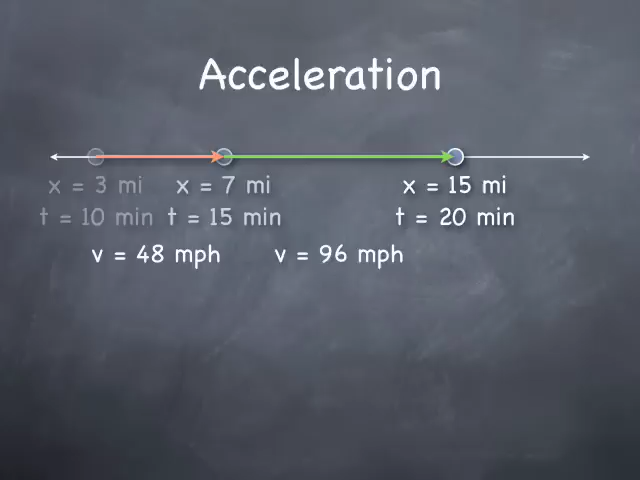 Acceleration
x = 3 mi x = 7 mi x = 15 mi
t = 10 min t = 15 min t = 20 min
v = 48 mph v = 96 mph